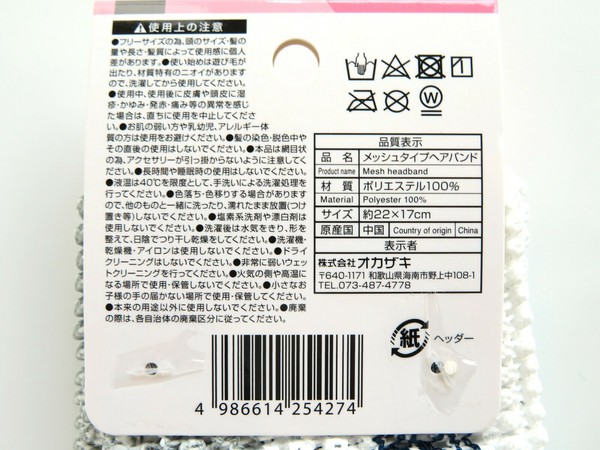 ⚠使用上の注意
●フリーサイズの為、頭のサイズ・髪の
量や長さ・髪質によって使用感に個人
差があります。●使い始めは遊び毛が
出たり、材質特有のニオイがあります
ので、洗濯してから使用してください。
●使用中、使用後に皮膚や頭皮に湿
疹・かゆみ・発赤・痛み等の異常を感じ
た場合は、直ちに使用を中止してくだ
さい。●お肌の弱い方や乳幼児、アレルギー体
質の方は使用をお避けください。●髪の染色・脱色中や
その直後の使用はしないでください。●本品は網目状
の為、アクセサリーが引っ掛からないように注意してく
ださい。●長時間や睡眠時の使用はしないでください。
●液温は40℃を限度として、手洗いによる洗濯処理を
行ってください。●色落ち・色移りする場合があります
ので、他のものと一緒に洗ったり、濡れたまま放置(つけ
置き等)しないでください。●塩素系洗剤や漂白剤は
使用しないでください。●洗濯後は水気をきり、形を
整えて、日陰でつり干し乾燥をしてください。●洗濯機・
乾燥機・アイロンは使用しないでください。●ドライ
クリーニングはしないでください。●非常に弱いウェッ
トクリーニングを行ってください。●火気の側や高温に
なる場所で使用・保管しないでください。●小さなお
子様の手の届かない場所で使用・保管してください。
●本来の用途以外に使用しないでください。●廃棄
の際は、各自治体の廃棄区分に従ってください。
W
品質表示
品名 メッシュタイプヘアバンド
Product name Mesh headband
材質 ポリエステル100%
Material Polyester 100%
サイズ 約22×17cm
原産国 中国 Country of origin China
表示者
株式会社オカザキ
〒640-1171 和歌山県海南市野上中108-1
TEL.073-487-4778
紙 ヘッダー
4 986614 254274